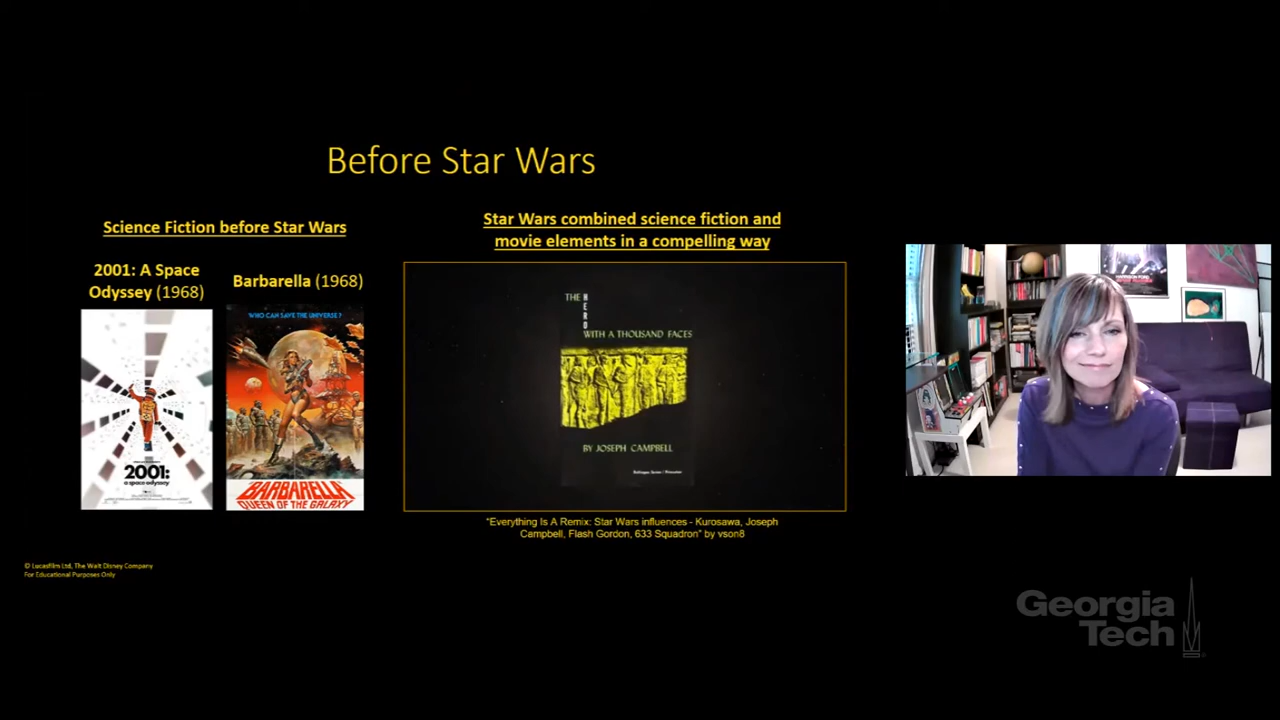 Before Star Wars
Science Fiction before Star Wars
2001: A Space
Odyssey (1968)
Barbarella (1968)
WHO CAN SAVE THE UNIVERSE?
2001:
a space odyssey
BARBARELLA
QUEEN OF THE GALAXY
Star Wars combined science fiction and
movie elements in a compelling way
THE HERO
WITH A THOUSAND FACES
BY JOSEPH CAMPBELL
"Everything Is A Remix: Star Wars influences - Kurosawa, Joseph
Campbell, Flash Gordon, 633 Squadron" by vson8
© Lucasfilm Ltd, The Walt Disney Company
For Educational Purposes Only
HARRISON FORD
Georgia
Tech